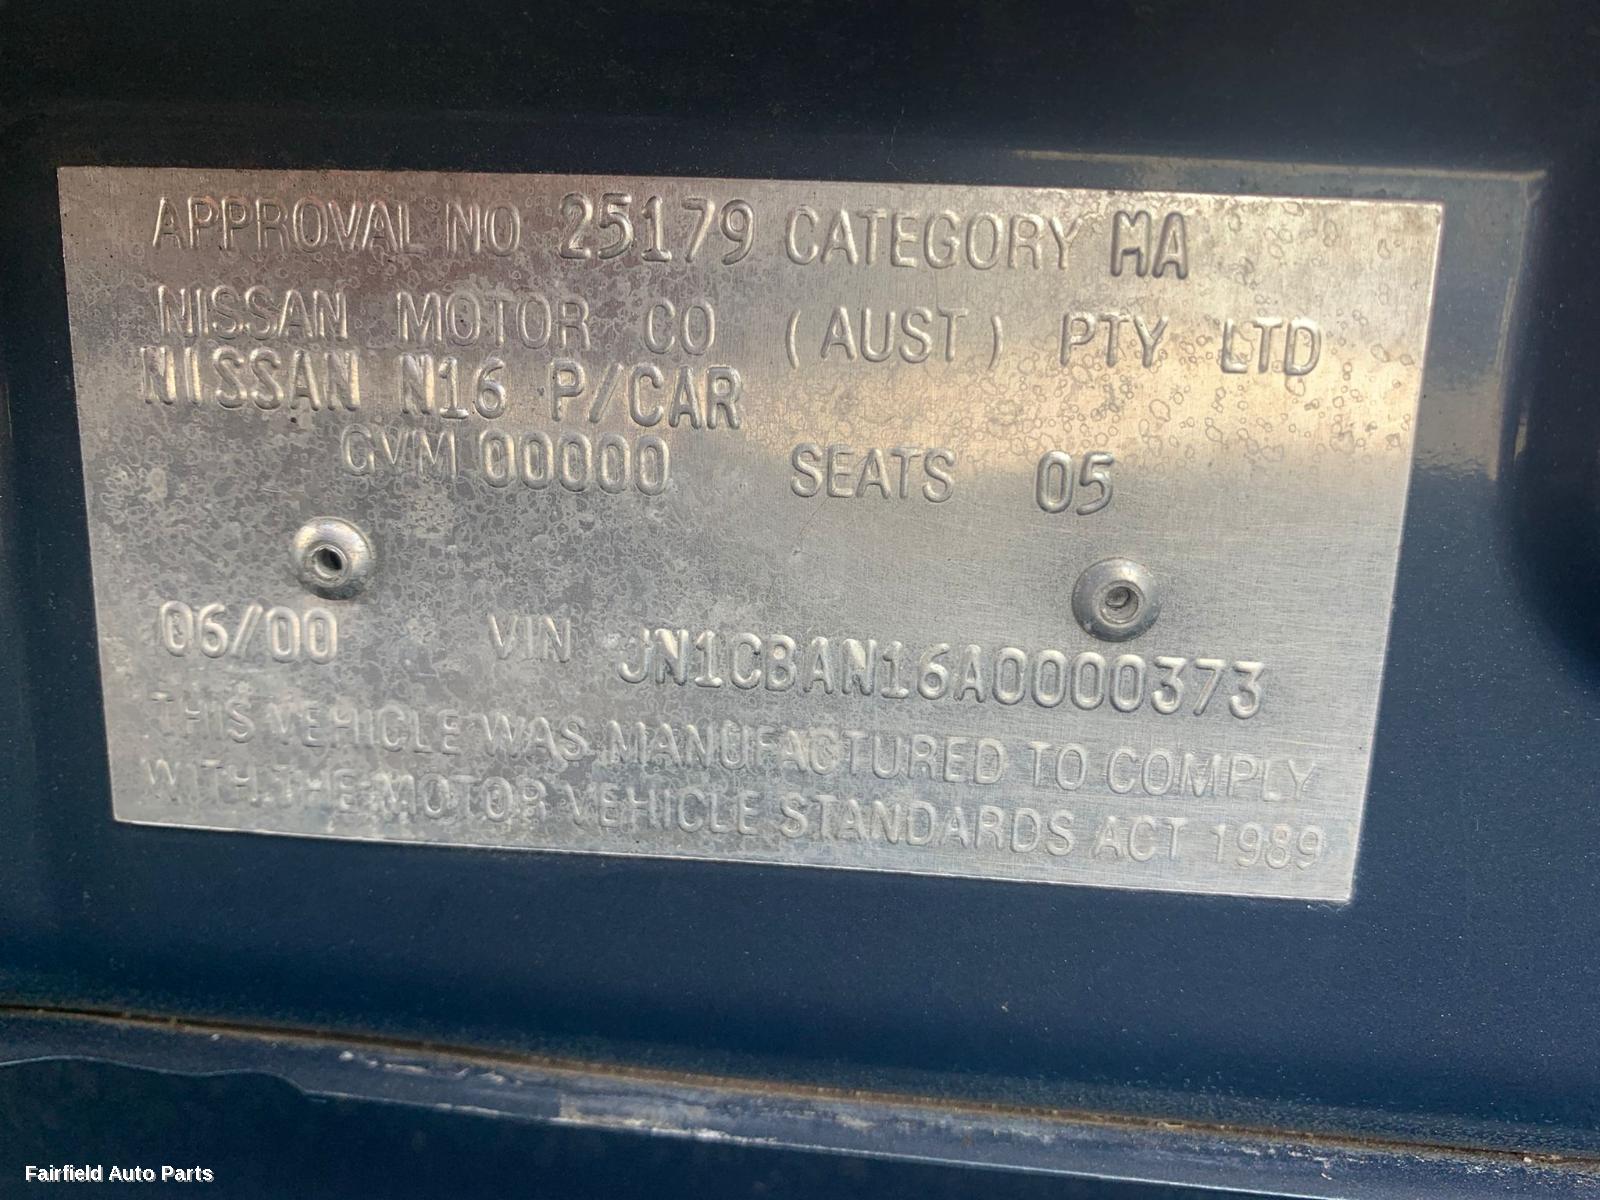 APPROVAL NO 25179 CATEGORY MA
NISSAN MOTOR CO (AUST) PTY LTD
NISSAN N16 P/CAR
GVM 00000 SEATS 05
06/00 VIN JN1CBAN16A0000373
THIS VEHICLE WAS MANUFACTURED TO COMPLY
WITH THE MOTOR VEHICLE STANDARDS ACT 1989
Fairfield Auto Parts